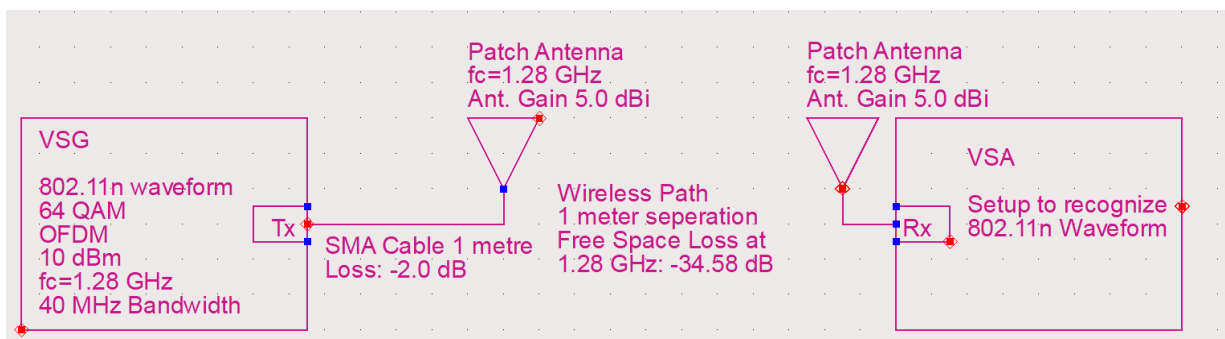 Patch Antenna
fc=1.28 GHz
Ant. Gain 5.0 dBi
Patch Antenna
fc=1.28 GHz
Ant. Gain 5.0 dBi
VSG
802.11n waveform
64 QAM
OFDM
10 dBm
fc=1.28 GHz
40 MHz Bandwidth
Tx
SMA Cable 1 metre
Loss: -2.0 dB
Wireless Path
1 meter seperation
Free Space Loss at
1.28 GHz: -34.58 dB
Rx
VSA
Setup to recognize
802.11n Waveform